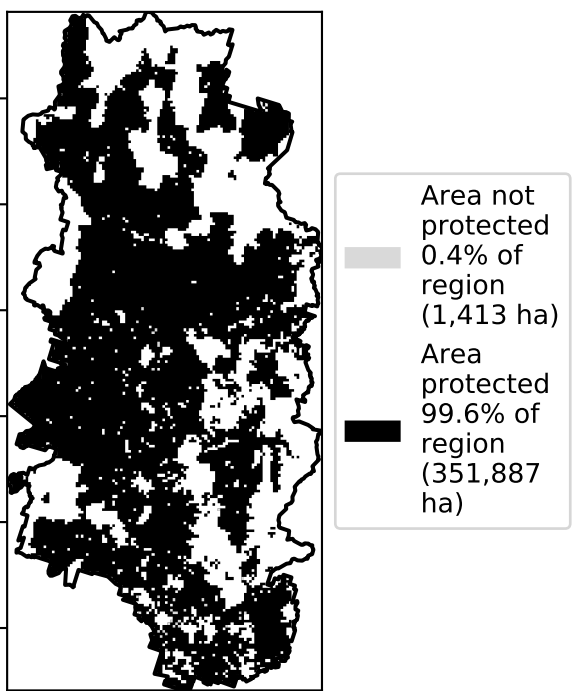 Area not
protected
0.4% of
region
(1,413 ha)
Area
protected
99.6% of
region
(351,887
ha)